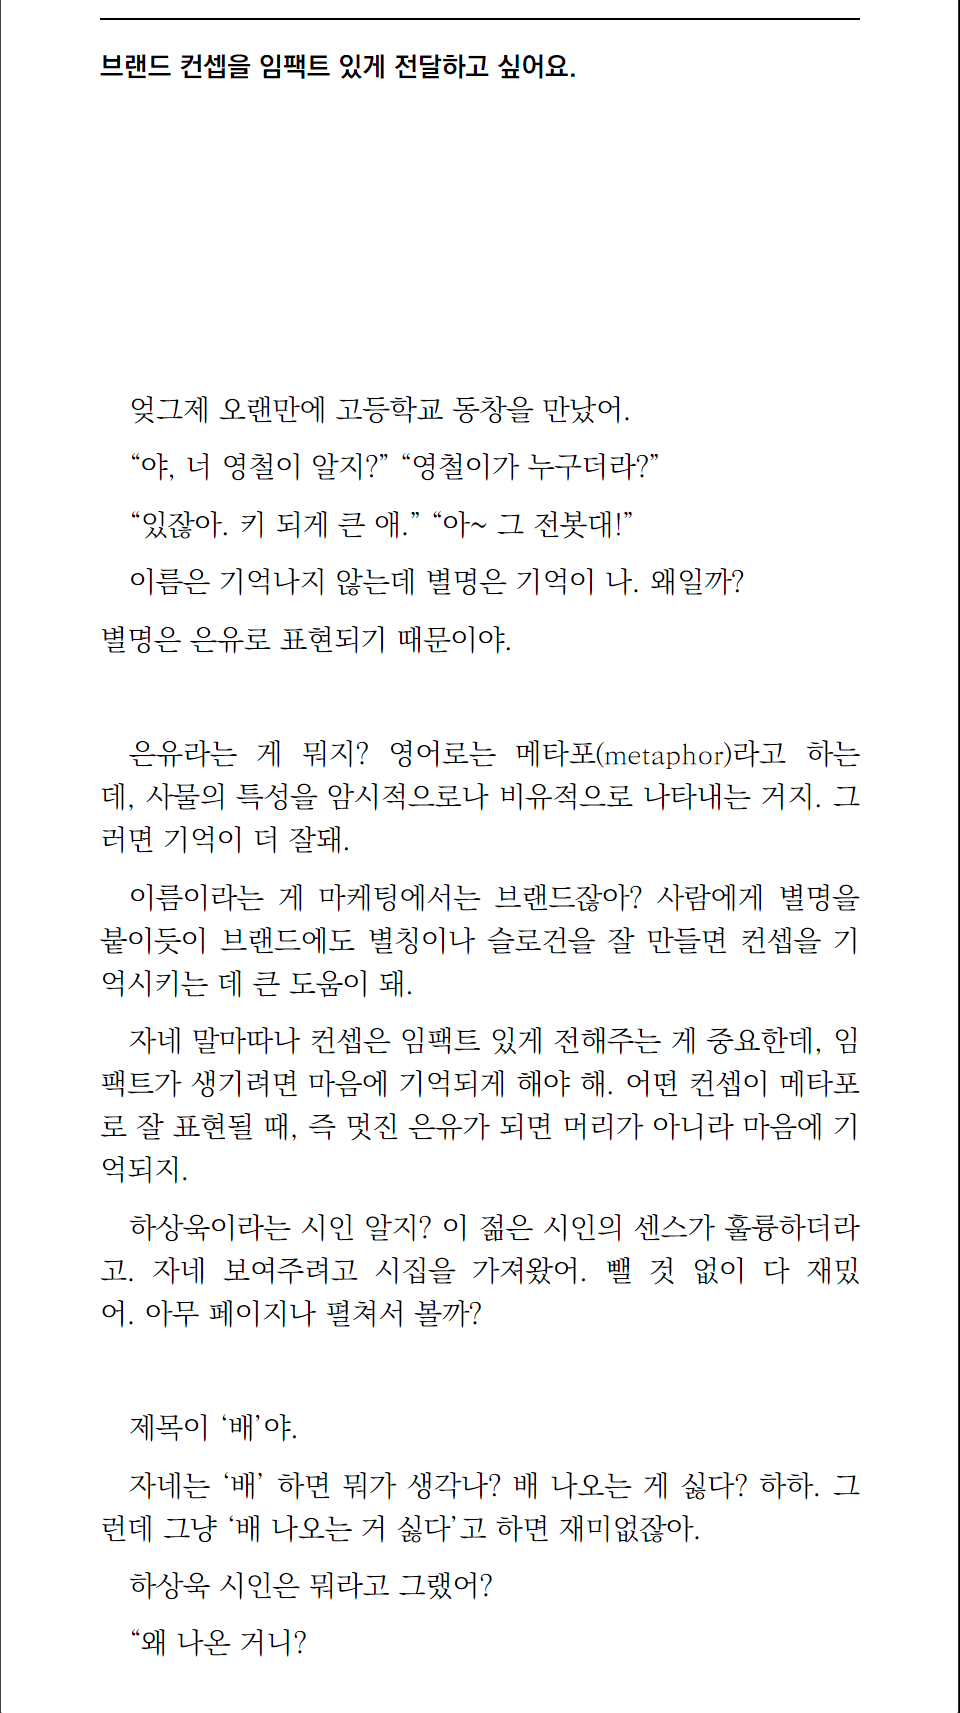 브랜드 컨셉을 임팩트 있게 전달하고 싶어요.
엊그제 오랜만에 고등학교 동창을 만났어.
“야, 너 영철이 알지?” “영철이가 누구더라?”
“있잖아. 키 되게 큰 애.” “아~ 그 전봇대!”
이름은 기억나지 않는데 별명은 기억이 나. 왜일까?
별명은 은유로 표현되기 때문이야.
은유라는 게 뭐지? 영어로는 메타포(metaphor)라고 하는
데, 사물의 특성을 암시적으로나 비유적으로 나타내는 거지. 그
러면 기억이 더 잘돼.
이름이라는 게 마케팅에서는 브랜드잖아? 사람에게 별명을
붙이듯이 브랜드에도 별칭이나 슬로건을 잘 만들면 컨셉을 기
억시키는 데 큰 도움이 돼.
자네 말마따나 컨셉은 임팩트 있게 전해주는 게 중요한데, 임
팩트가 생기려면 마음에 기억되게 해야 해. 어떤 컨셉이 메타포
로 잘 표현될 때, 즉 멋진 은유가 되면 머리가 아니라 마음에 기
억되지.
하상욱이라는 시인 알지? 이 젊은 시인의 센스가 훌륭하더라
고. 자네 보여주려고 시집을 가져왔어. 뺄 것 없이 다 재밌
어. 아무 페이지나 펼쳐서 볼까?
제목이 ‘배’야.
자네는 ‘배’ 하면 뭐가 생각나? 배 나오는 게 싫다? 하하. 그
런데 그냥 ‘배 나오는 거 싫다’고 하면 재미없잖아.
하상욱 시인은 뭐라고 그랬어?
“왜 나온 거니?